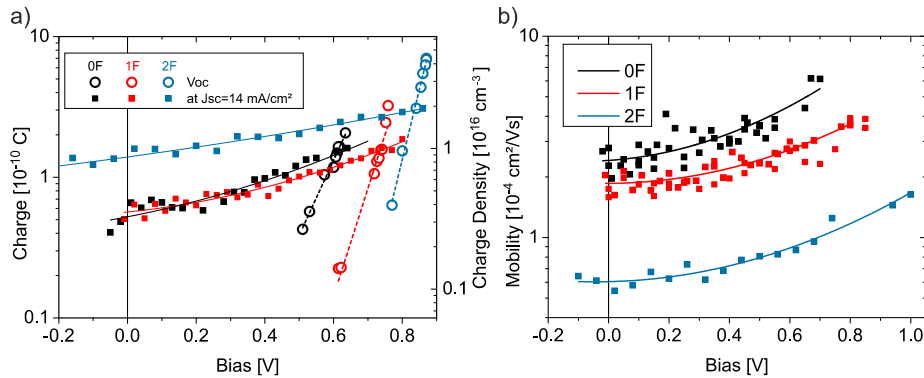 a)
0F 1F 2F
Voc
at Jsc=14 mA/cm²
10
1
0.1
Charge [10⁻¹⁰ C]
-0.2 0.0 0.2 0.4 0.6 0.8
Bias [V]
1
0.1
Charge Density [10¹⁶ cm⁻³]
b)
0F
1F
2F
10
1
Mobility [10⁻⁴ cm²/Vs]
-0.2 0.0 0.2 0.4 0.6 0.8 1.0
Bias [V]